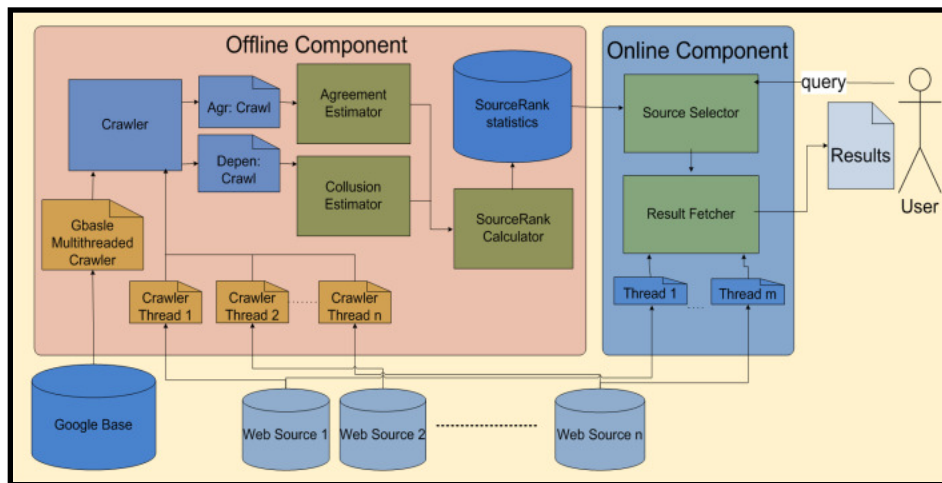 Offline Component
Online Component
Crawler
Agr: Crawl
Agreement
Estimator
SourceRank
statistics
Source Selector
query
Depen:
Crawl
Collusion
Estimator
Results
User
Gbasle
Multithreaded
Crawler
SourceRank
Calculator
Result Fetcher
Crawler
Thread 1
Crawler
Thread 2
Crawler
Thread n
Thread 1
Thread m
Google Base
Web Source 1
Web Source 2
Web Source n